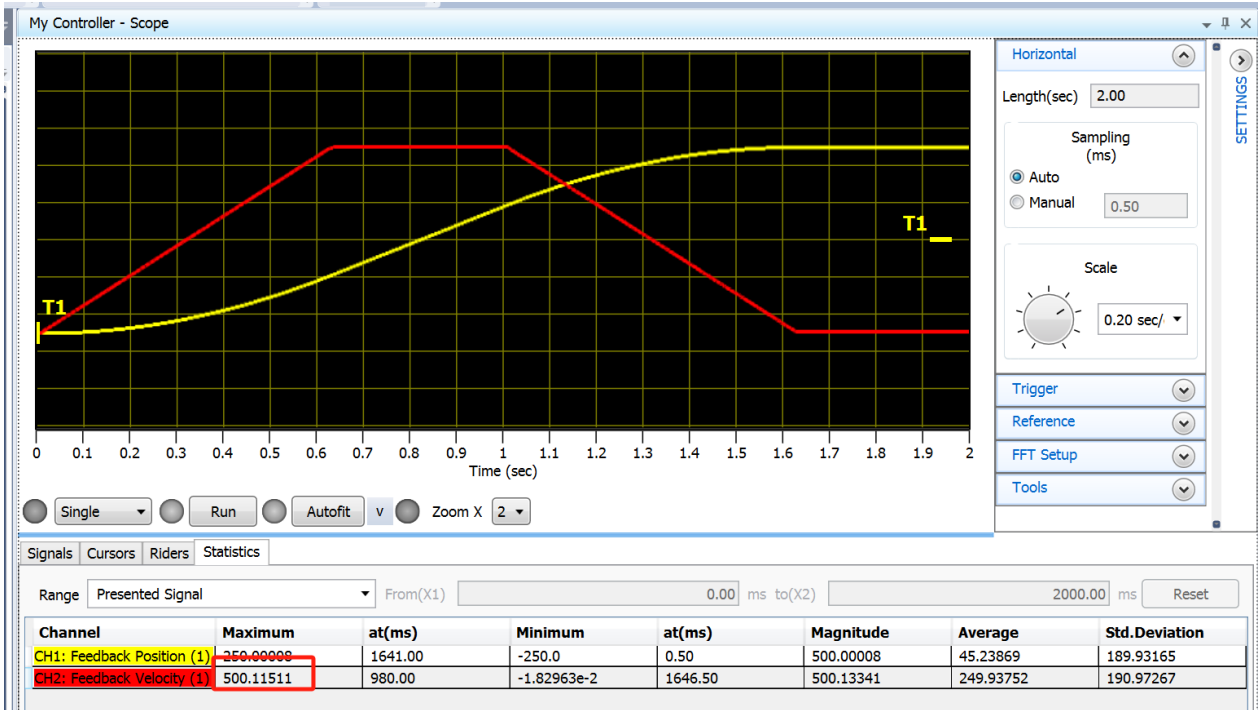 My Controller - Scope
T1
T1
0 0.1 0.2 0.3 0.4 0.5 0.6 0.7 0.8 0.9 1 1.1 1.2 1.3 1.4 1.5 1.6 1.7 1.8 1.9 2
Time (sec)
Horizontal
Length(sec) 2.00
Sampling
(ms)
Auto
Manual 0.50
Scale
0.20 sec/
Trigger
Reference
FFT Setup
Tools
SETTINGS
Single Run Autofit v Zoom X 2
Signals Cursors Riders Statistics
Range Presented Signal From(X1) 0.00 ms to(X2) 2000.00 ms Reset
Channel Maximum at(ms) Minimum at(ms) Magnitude Average Std.Deviation
CH1: Feedback Position (1) 250.00008 1641.00 -250.0 0.50 500.00008 45.23869 189.93165
CH2: Feedback Velocity (1) 500.11511 980.00 -1.82963e-2 1646.50 500.13341 249.93752 190.97267